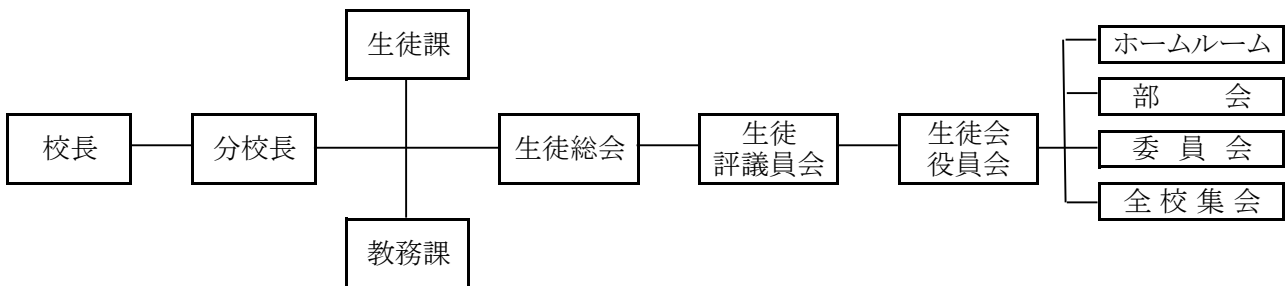 生徒課
校長
分校長
生徒総会
生徒
評議員会
生徒会
役員会
教務課
ホームルーム
部　　会
委 員 会
全 校 集 会